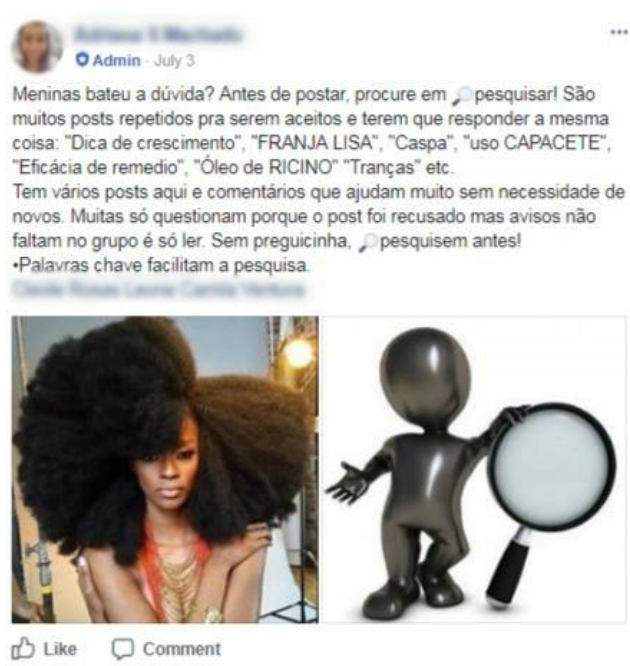 Admin · July 3
Meninas bateu a dúvida? Antes de postar, procure em 🔎pesquisar! São
muitos posts repetidos pra serem aceitos e terem que responder a mesma
coisa: "Dica de crescimento", "FRANJA LISA", "Caspa", "uso CAPACETE",
"Eficácia de remedio", "Óleo de RICINO" "Tranças" etc.
Tem vários posts aqui e comentários que ajudam muito sem necessidade de
novos. Muitas só questionam porque o post foi recusado mas avisos não
faltam no grupo é só ler. Sem preguicinha, 🔎pesquisem antes!
•Palavras chave facilitam a pesquisa.
Like Comment